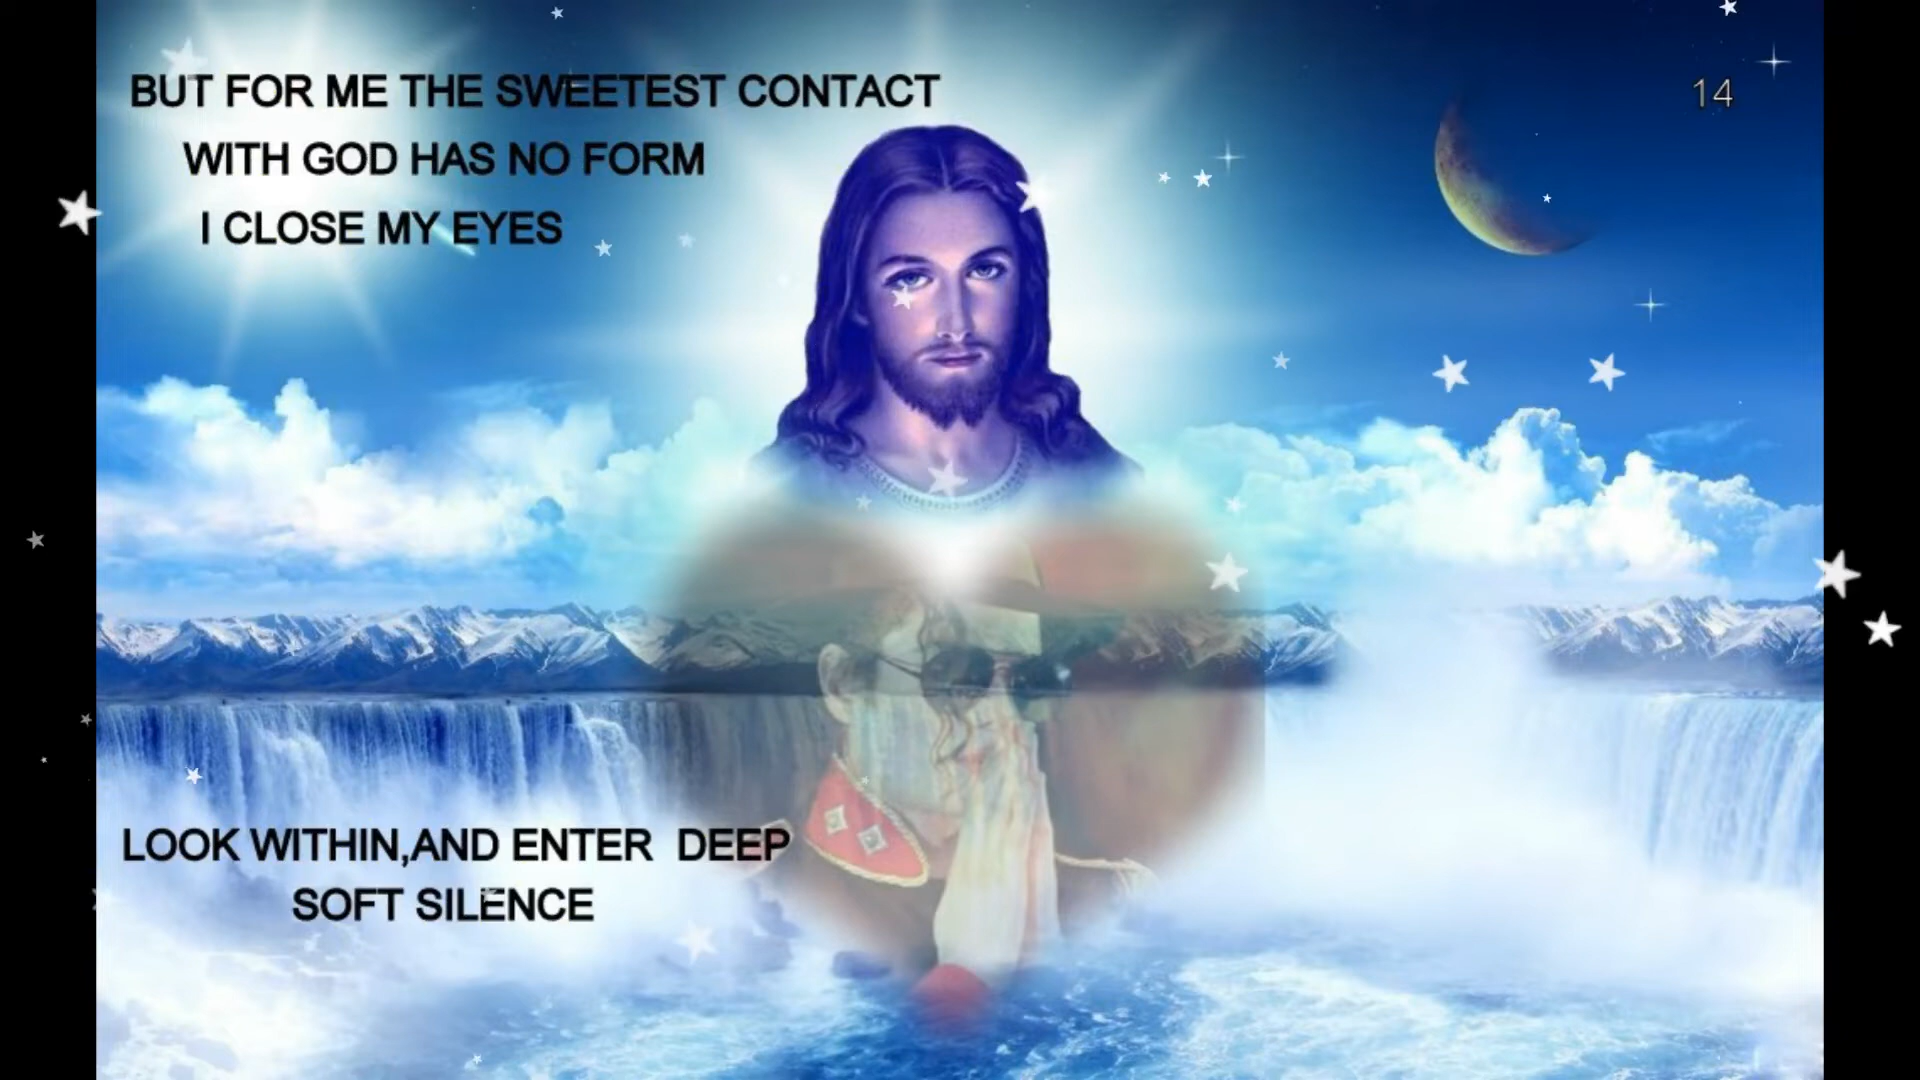 BUT FOR ME THE SWEETEST CONTACT
WITH GOD HAS NO FORM
I CLOSE MY EYES
14
LOOK WITHIN,AND ENTER DEEP
SOFT SILENCE